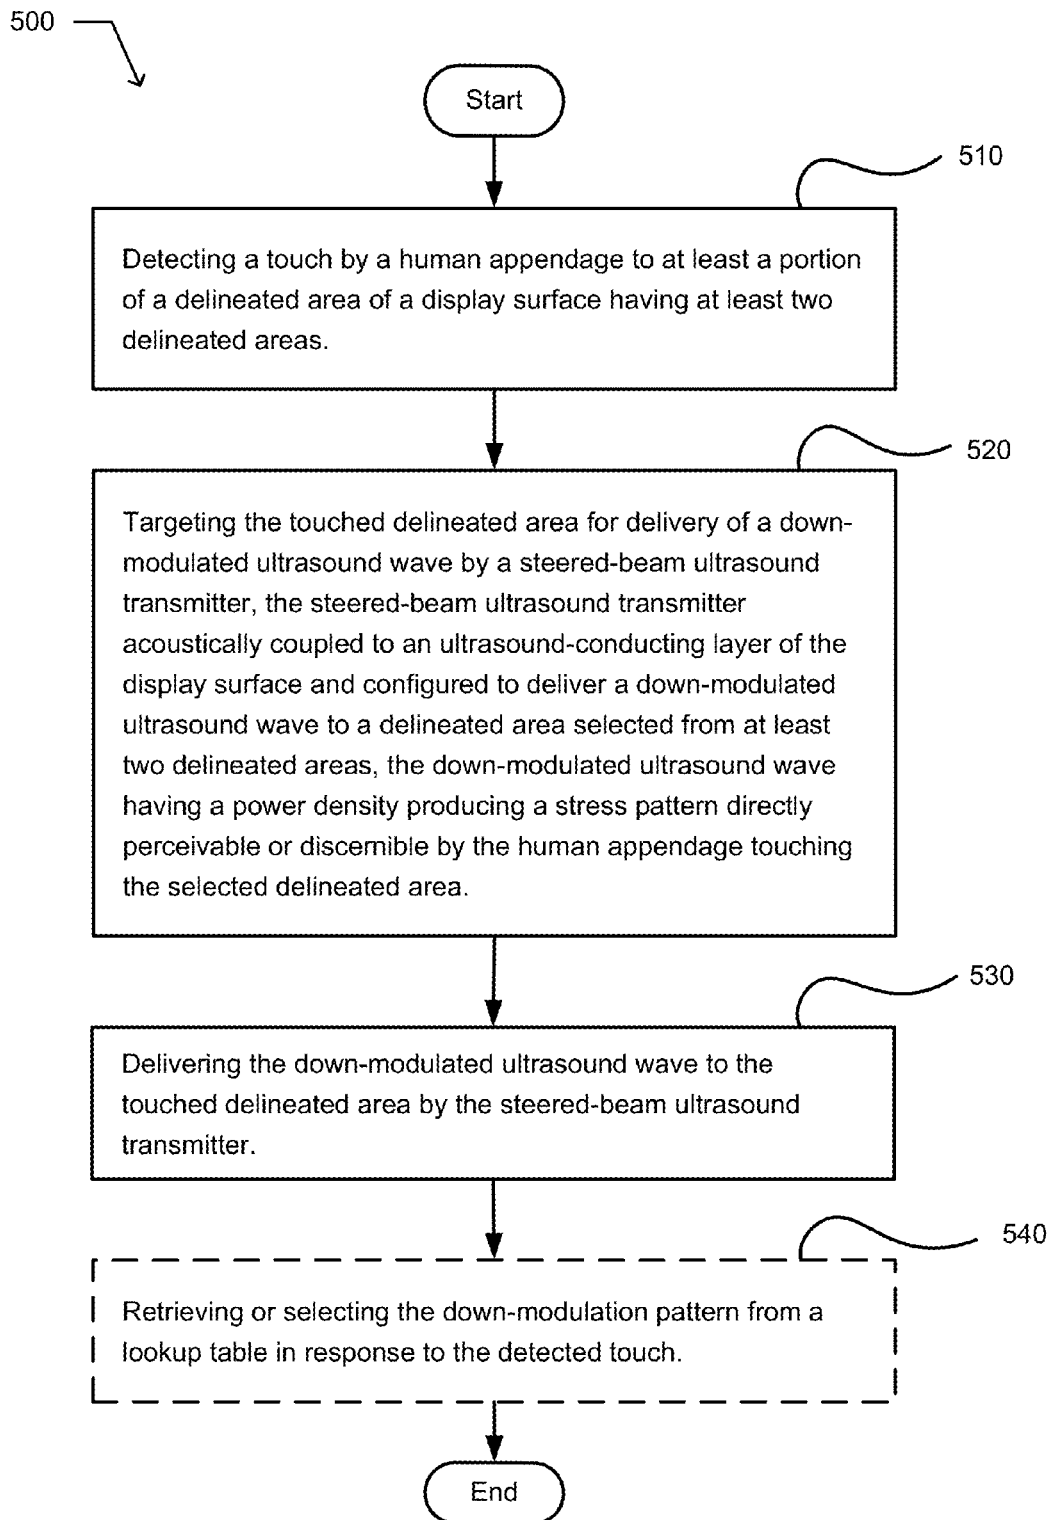 500
Start
510
Detecting a touch by a human appendage to at least a portion
of a delineated area of a display surface having at least two
delineated areas.
520
Targeting the touched delineated area for delivery of a down-
modulated ultrasound wave by a steered-beam ultrasound
transmitter, the steered-beam ultrasound transmitter
acoustically coupled to an ultrasound-conducting layer of the
display surface and configured to deliver a down-modulated
ultrasound wave to a delineated area selected from at least
two delineated areas, the down-modulated ultrasound wave
having a power density producing a stress pattern directly
perceivable or discernible by the human appendage touching
the selected delineated area.
530
Delivering the down-modulated ultrasound wave to the
touched delineated area by the steered-beam ultrasound
transmitter.
540
Retrieving or selecting the down-modulation pattern from a
lookup table in response to the detected touch.
End